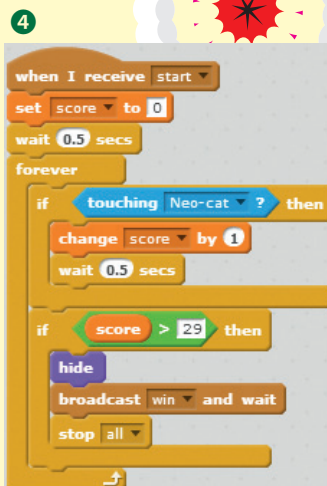 4
when I receive start
set score to 0
wait 0.5 secs
forever
if touching Neo-cat ? then
change score by 1
wait 0.5 secs
if score > 29 then
hide
broadcast win and wait
stop all